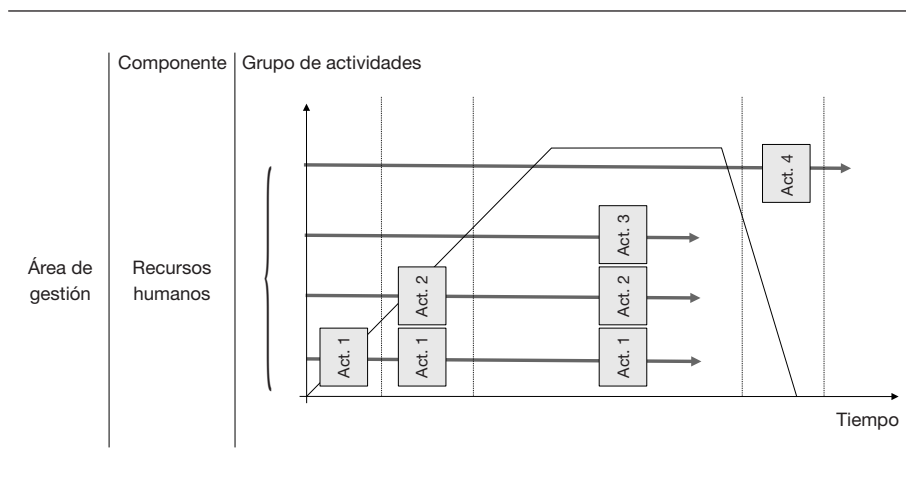 Componente
Grupo de actividades
Área de
gestión
Recursos
humanos
Act. 4
Act. 3
Act. 2
Act. 2
Act. 1
Act. 1
Act. 1
Tiempo